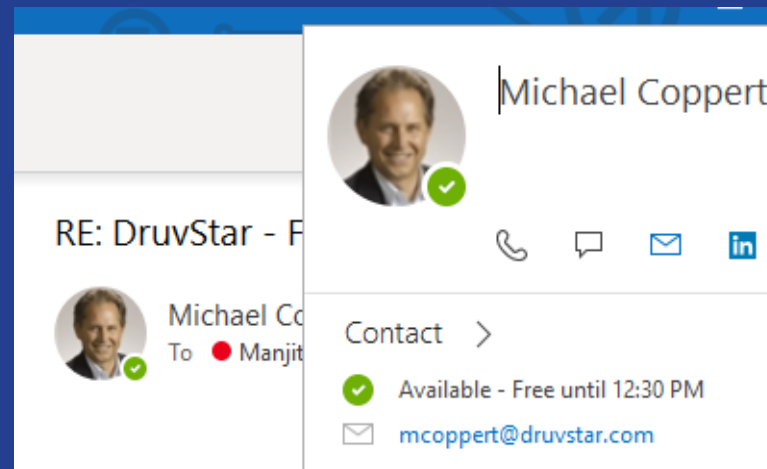 Michael Coppert
in
RE: DruvStar - F
Michael Co
To Manjit
Contact
Available - Free until 12:30 PM
mcoppert@druvstar.com